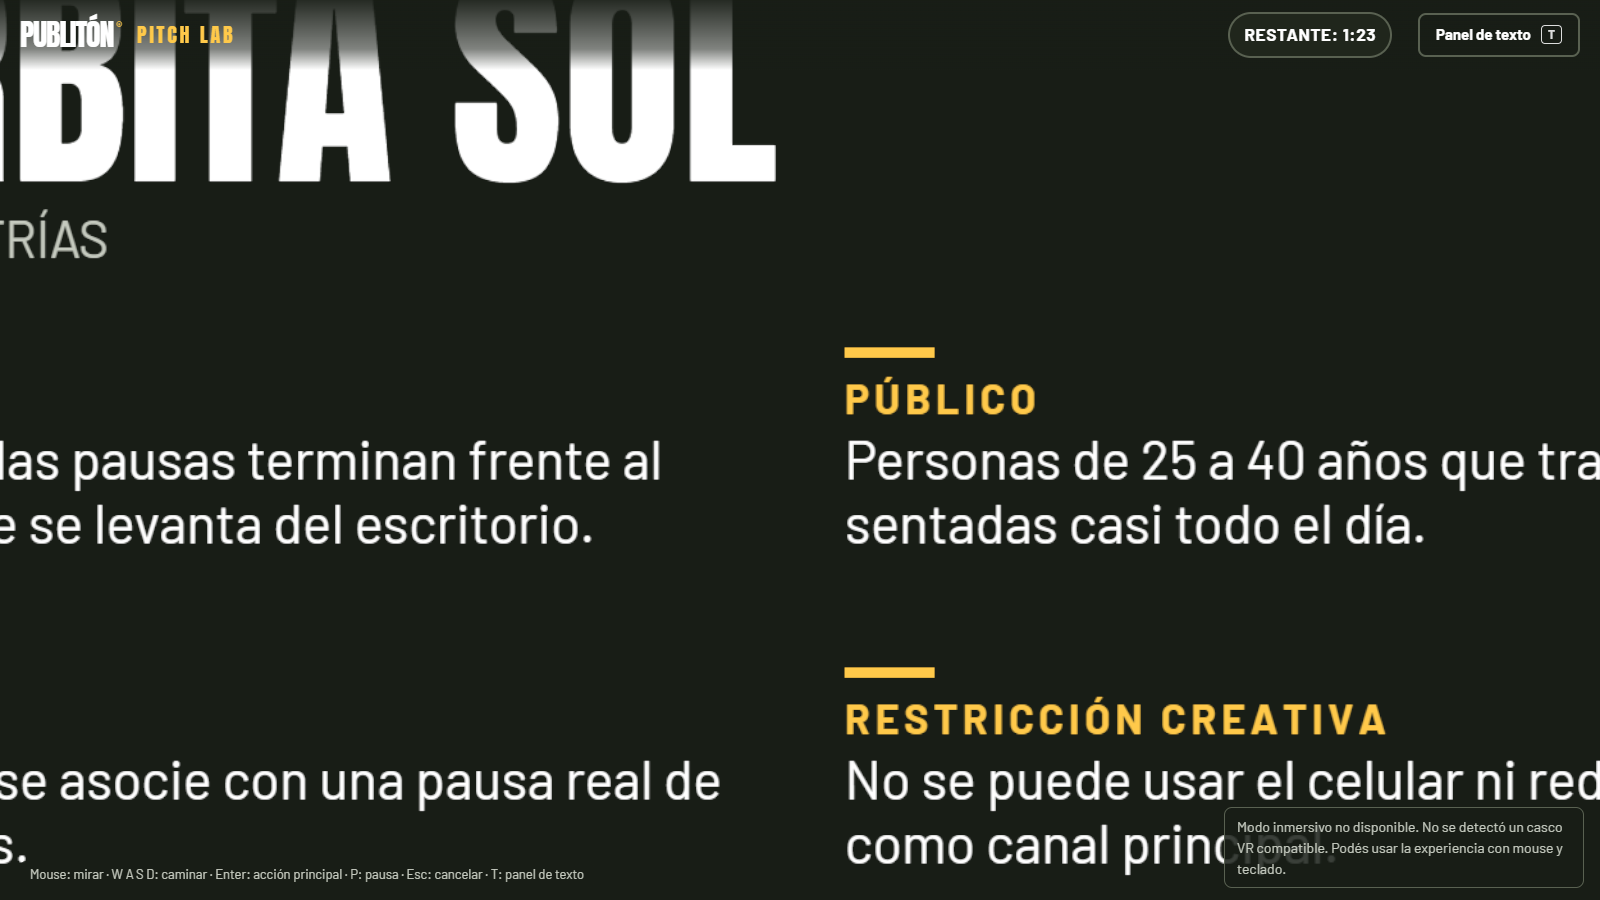 PUBLITÓN PITCH LAB
RESTANTE: 1:23
Panel de texto T
BITA SOL
TRÍAS
las pausas terminan frente al
e se levanta del escritorio.
PÚBLICO
Personas de 25 a 40 años que tra
sentadas casi todo el día.
se asocie con una pausa real de
s.
RESTRICCIÓN CREATIVA
No se puede usar el celular ni red
como canal principal.
Mouse: mirar · W A S D: caminar · Enter: acción principal · P: pausa · Esc: cancelar · T: panel de texto
Modo inmersivo no disponible. No se detectó un casco
VR compatible. Podés usar la experiencia con mouse y
teclado.